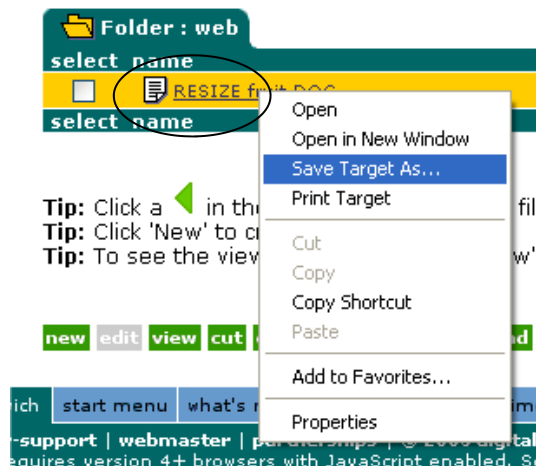 Folder : web
select name
RESIZE fruit DOC
select name
Open
Open in New Window
Save Target As...
Print Target
Cut
Copy
Copy Shortcut
Paste
Add to Favorites...
Properties
Tip: Click a in the fil
Tip: Click 'New' to
Tip: To see the view w'
new edit view cut
start menu what's
-support | webmaster |
equires version 4+ browsers with JavaScript enabled.